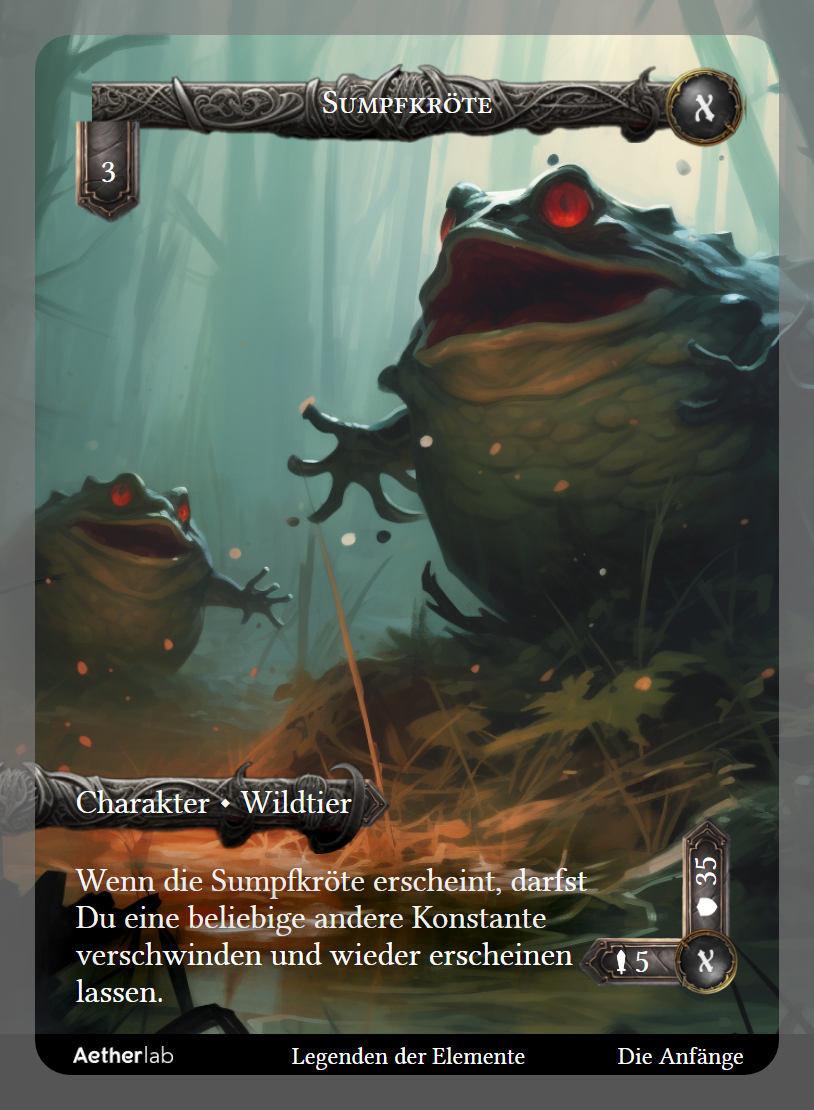 Sumpfkröte
3
Charakter • Wildtier
Wenn die Sumpfkröte erscheint, darfst
Du eine beliebige andere Konstante
verschwinden und wieder erscheinen
lassen.
35
5
Aetherlab
Legenden der Elemente
Die Anfänge